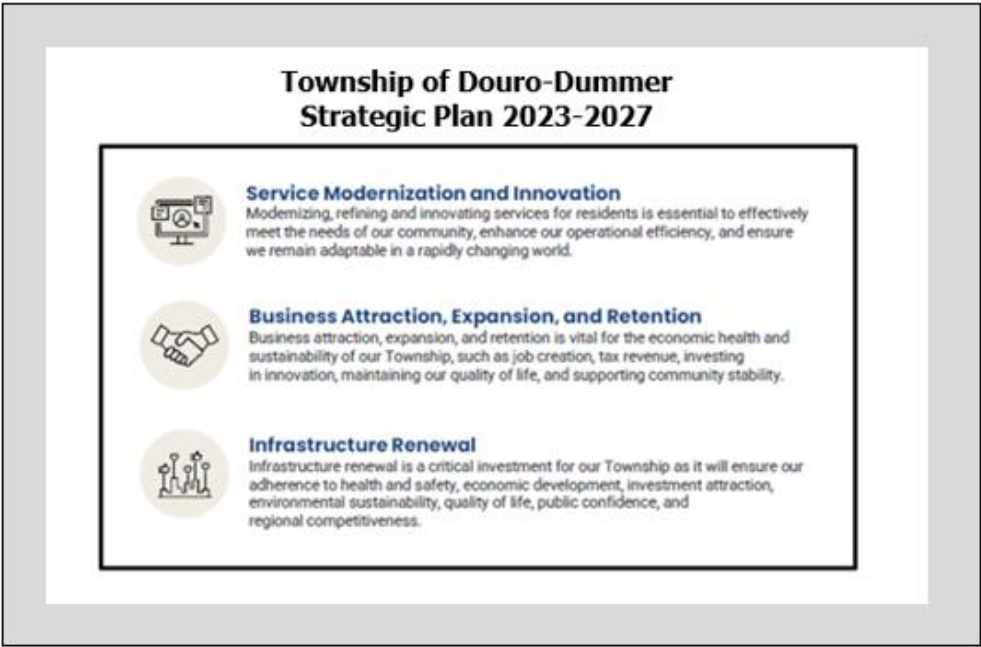 Township of Douro-Dummer
Strategic Plan 2023-2027
Service Modernization and Innovation
Modernizing, refining and innovating services for residents is essential to effectively
meet the needs of our community, enhance our operational efficiency, and ensure
we remain adaptable in a rapidly changing world.
Business Attraction, Expansion, and Retention
Business attraction, expansion, and retention is vital for the economic health and
sustainability of our Township, such as job creation, tax revenue, investing
in innovation, maintaining our quality of life, and supporting community stability.
Infrastructure Renewal
Infrastructure renewal is a critical investment for our Township as it will ensure our
adherence to health and safety, economic development, investment attraction,
environmental sustainability, quality of life, public confidence, and
regional competitiveness.